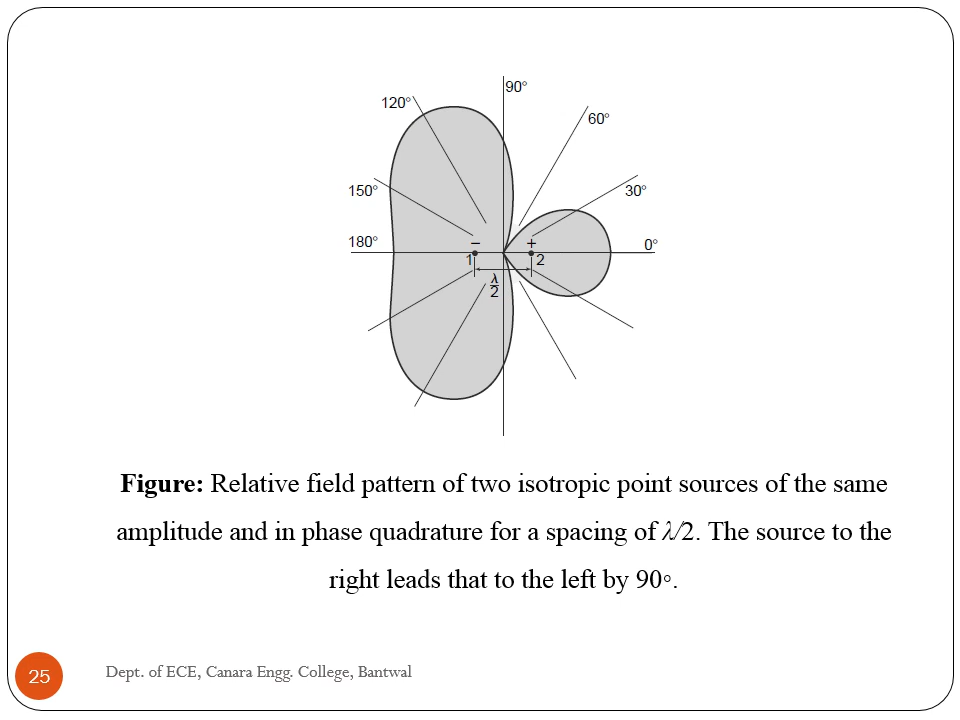 90°
120°
60°
150°
30°
180°
0°
− +
1 2
λ
2
Figure: Relative field pattern of two isotropic point sources of the same
amplitude and in phase quadrature for a spacing of λ/2. The source to the
right leads that to the left by 90◦.
25
Dept. of ECE, Canara Engg. College, Bantwal